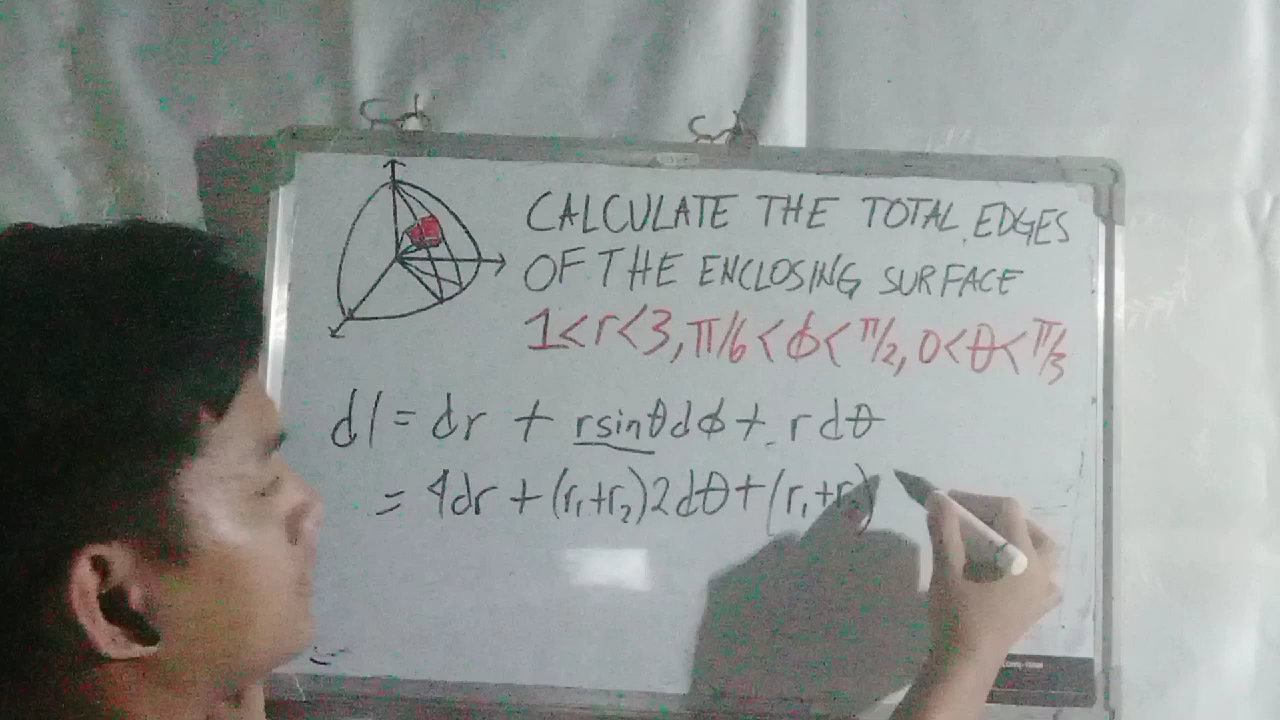 CALCULATE THE TOTAL EDGES
OF THE ENCLOSING SURFACE
1<r<3, π/6<ϕ<π/2, 0<θ<π/3
dl = dr + rsinθdϕ + rdθ
= 4dr + (r₁+r₂)2dθ + (r₁+r₂)